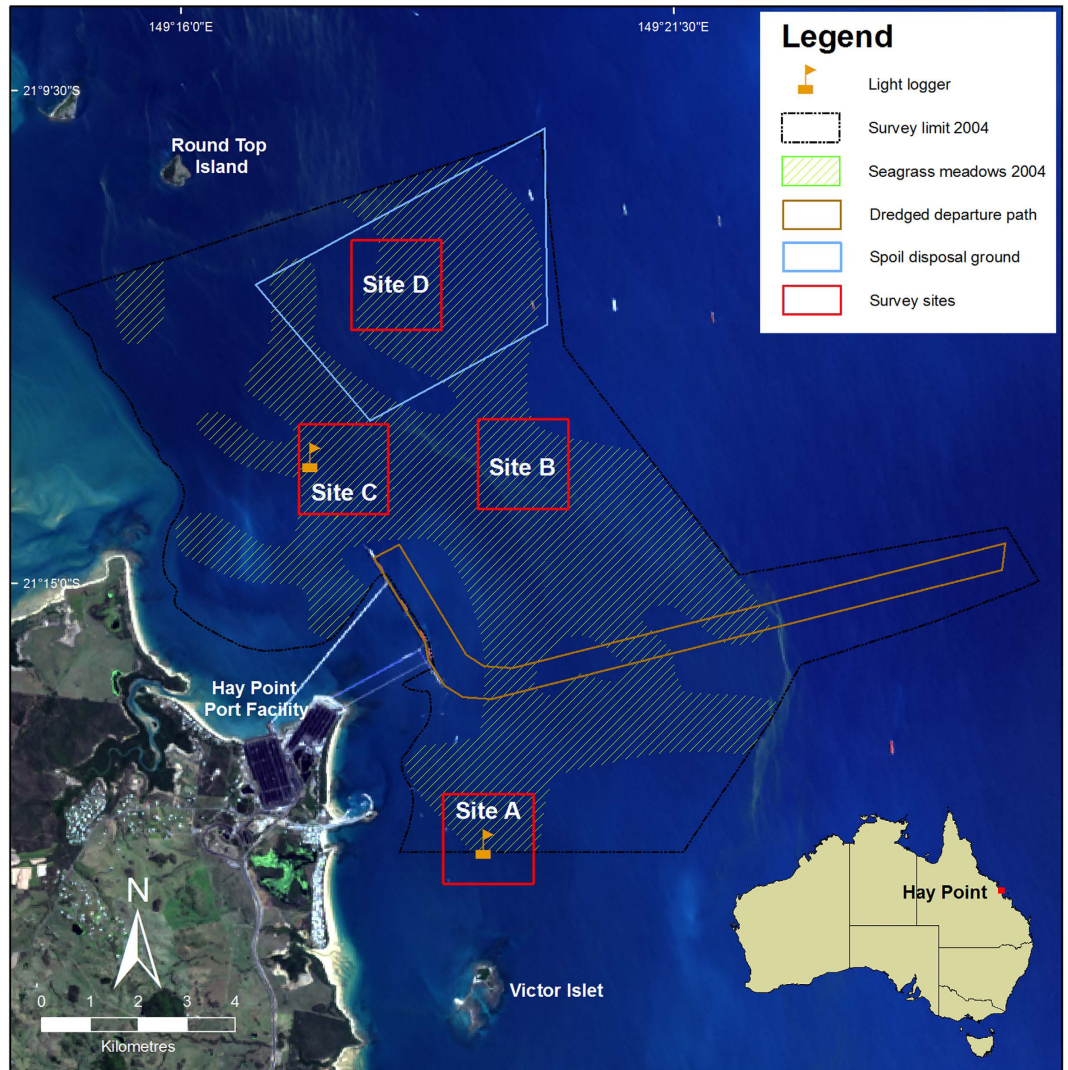 149°16'0"E
149°21'30"E
21°9'30"S
Round Top
Island
Legend
Light logger
Survey limit 2004
Seagrass meadows 2004
Dredged departure path
Spoil disposal ground
Survey sites
Site D
Site B
Site C
21°15'0"S
Hay Point
Port Facility
Site A
Hay Point
N
Victor Islet
0 1 2 3 4
Kilometres